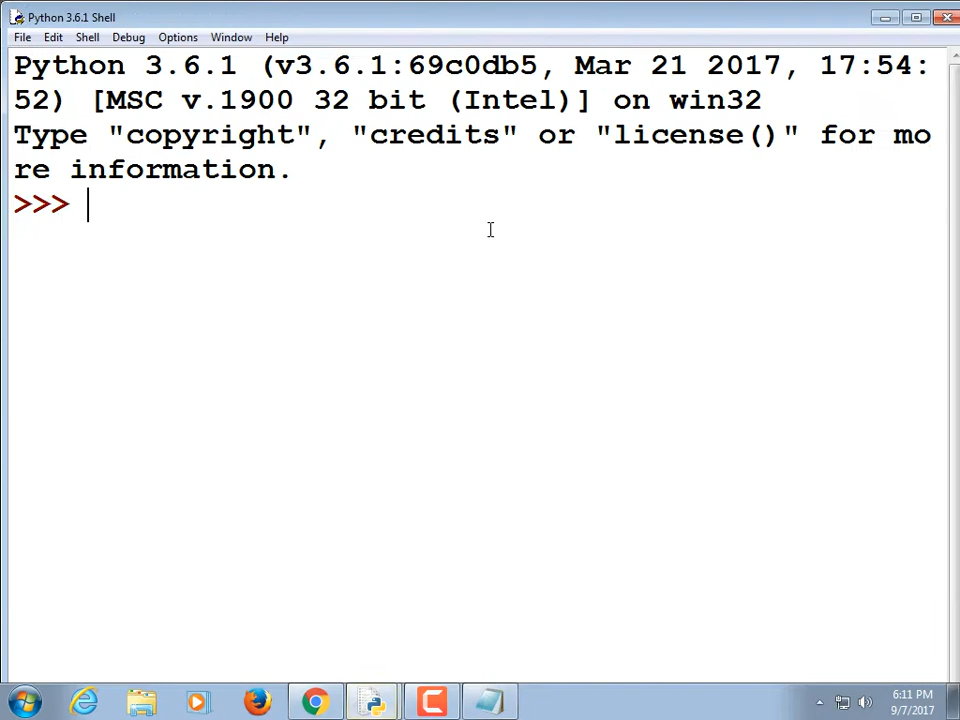 Python 3.6.1 Shell
File Edit Shell Debug Options Window Help
Python 3.6.1 (v3.6.1:69c0db5, Mar 21 2017, 17:54:
52) [MSC v.1900 32 bit (Intel)] on win32
Type "copyright", "credits" or "license()" for mo
re information.
>>>
6:11 PM
9/7/2017